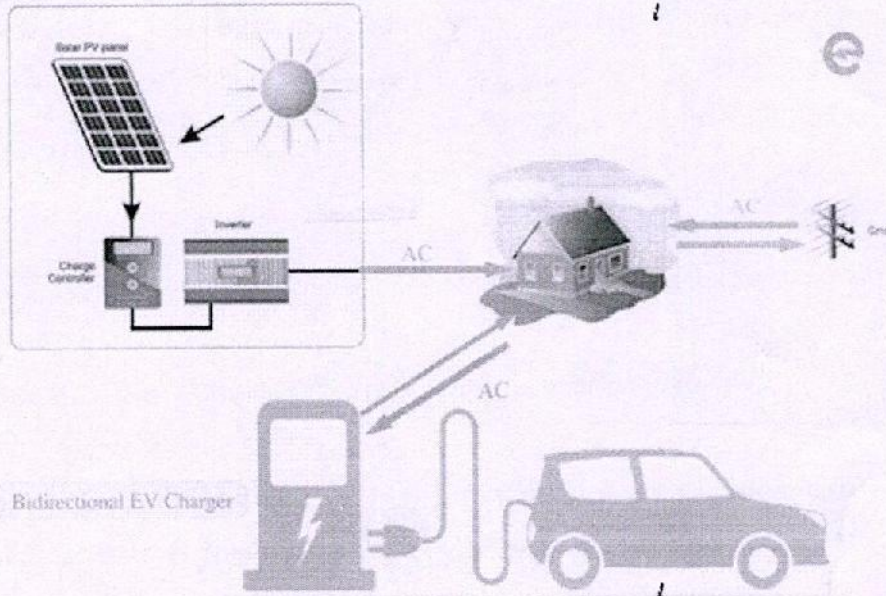 Solar PV panel
Inverter
Charge
Controller
AC
AC
AC
Bidirectional EV Charger